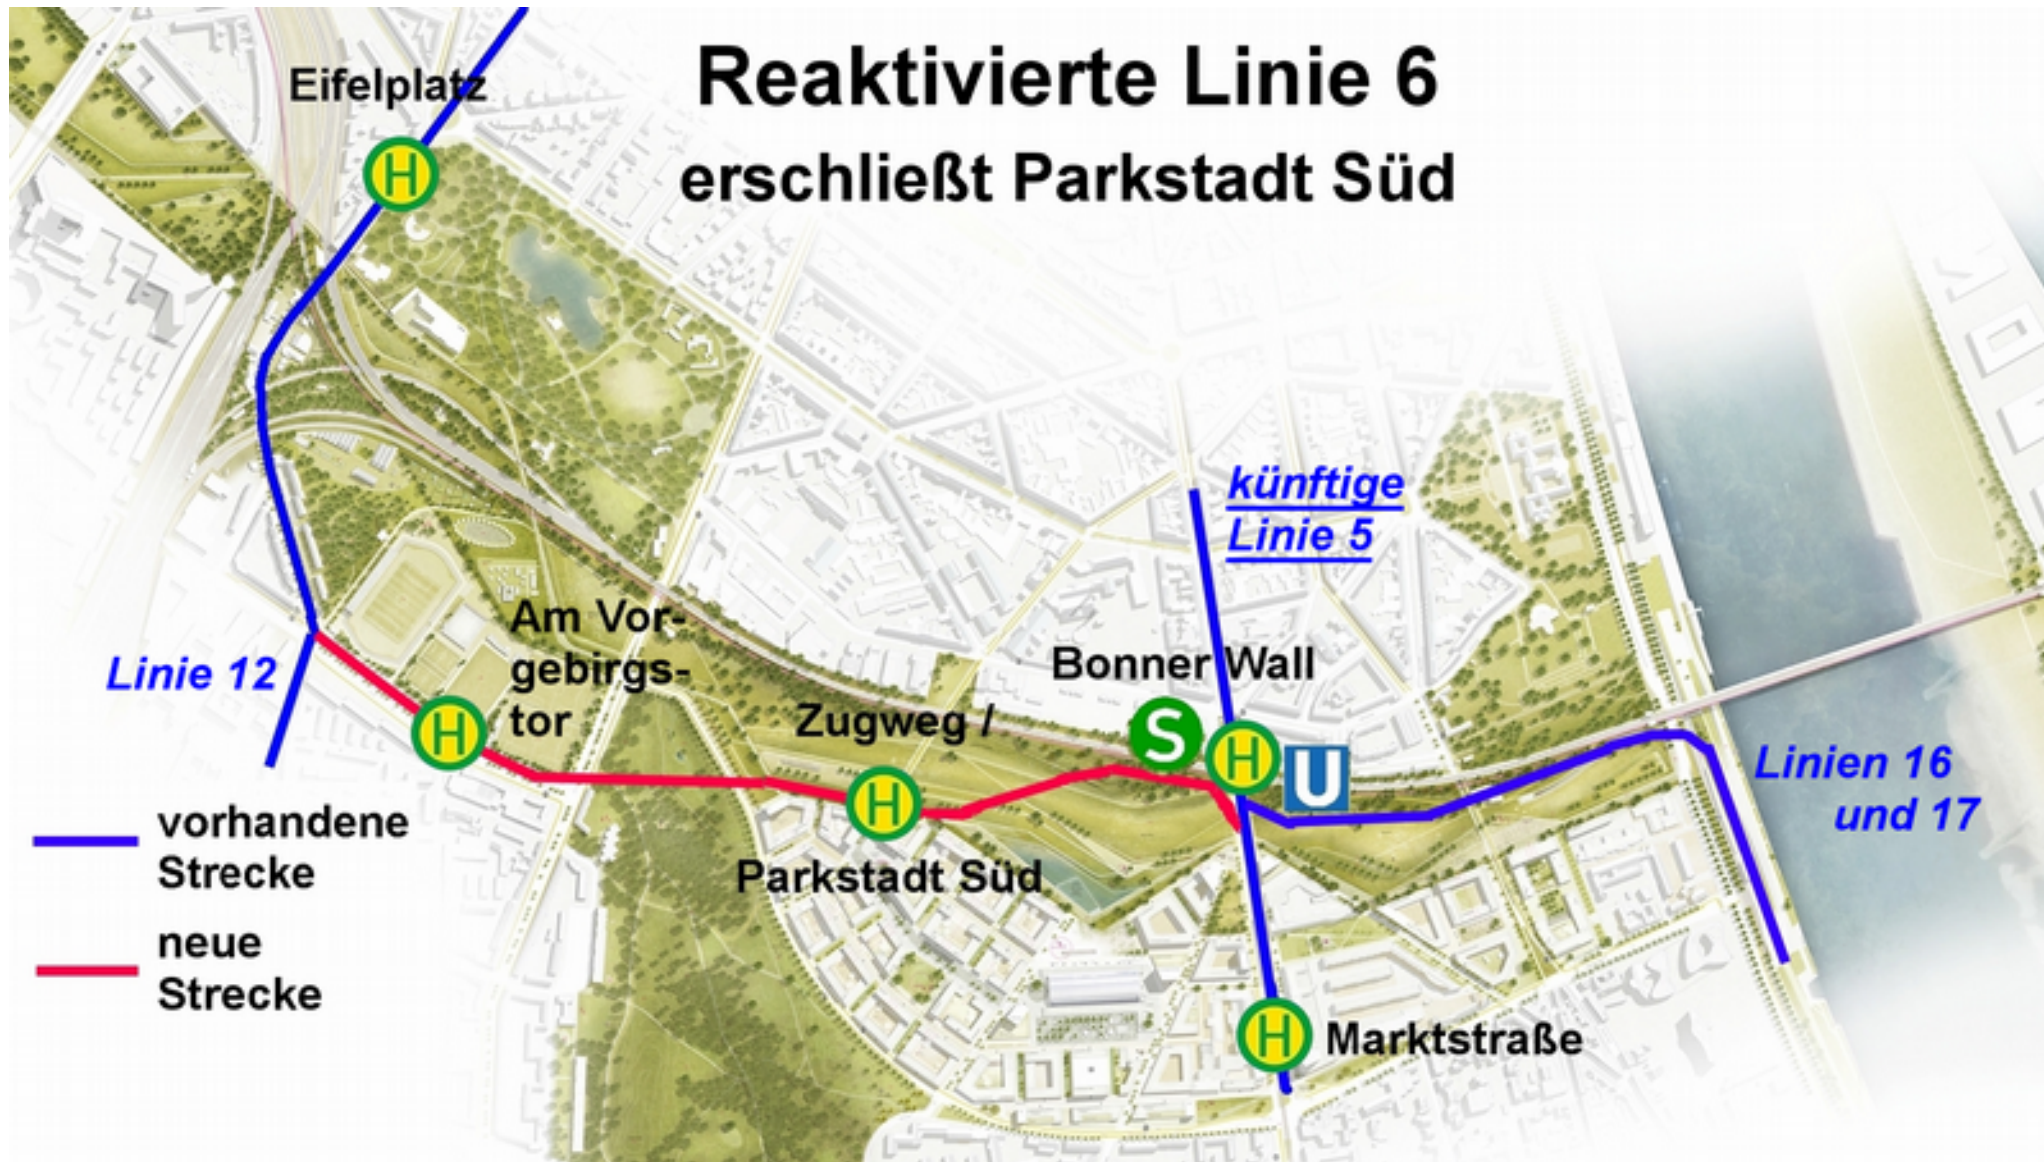 Reaktivierte Linie 6
erschließt Parkstadt Süd
Eifelplatz
H
künftige
Linie 5
Am Vor-
gebirgs-
tor
H
Linie 12
Bonner Wall
S
H
U
Zugweg /
H
Parkstadt Süd
Linien 16
und 17
vorhandene
Strecke
neue
Strecke
H
Marktstraße